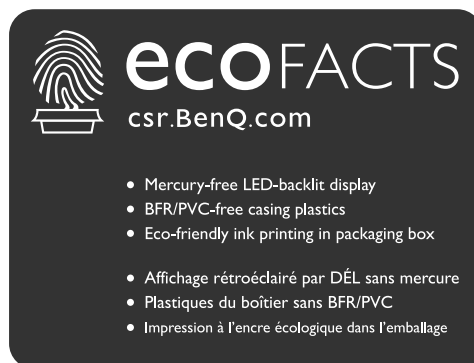 ecoFACTS
csr.BenQ.com
• Mercury-free LED-backlit display
• BFR/PVC-free casing plastics
• Eco-friendly ink printing in packaging box
• Affichage rétroéclairé par DÉL sans mercure
• Plastiques du boîtier sans BFR/PVC
• Impression à l'encre écologique dans l'emballage